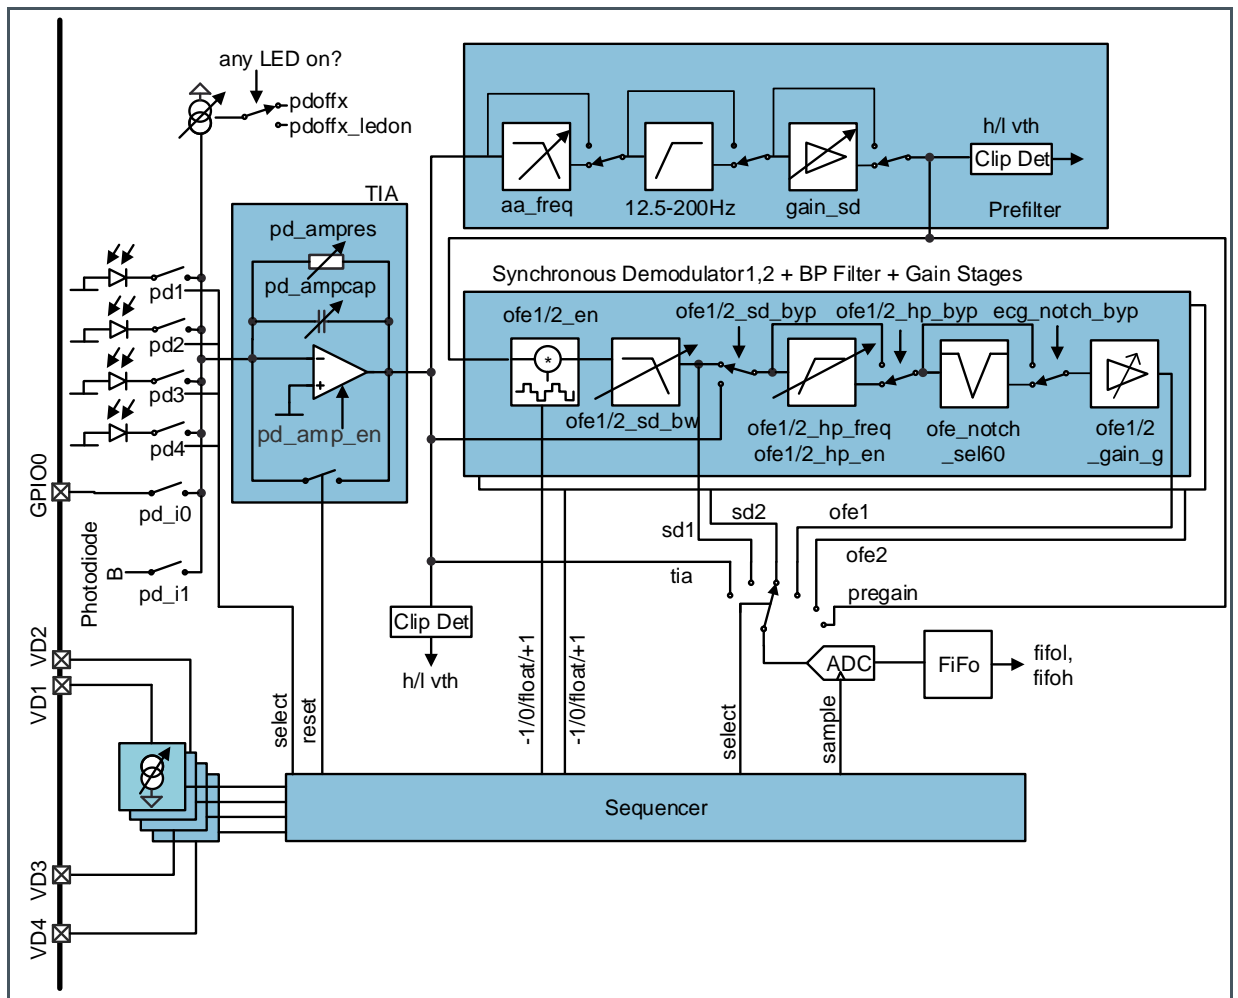 any LED on?
pdoffx
pdoffx_ledon
h/l vth
Clip Det
aa_freq
12.5-200Hz
gain_sd
Prefilter
TIA
pd_ampres
pd_ampcap
pd_amp_en
pd1
pd2
pd3
pd4
Synchronous Demodulator1,2 + BP Filter + Gain Stages
ofe1/2_en
ofe1/2_sd_byp
ofe1/2_hp_byp
ecg_notch_byp
*
ofe1/2_sd_bw
ofe1/2_hp_freq
ofe1/2_hp_en
ofe_notch
_sel60
ofe1/2
_gain_g
GPIO0
pd_i0
Photodiode
B
pd_i1
sd1
sd2
ofe1
ofe2
tia
pregain
Clip Det
h/l vth
ADC
FiFo
fifol,
fifoh
VD2
VD1
select
reset
-1/0/float/+1
-1/0/float/+1
select
sample
Sequencer
VD3
VD4